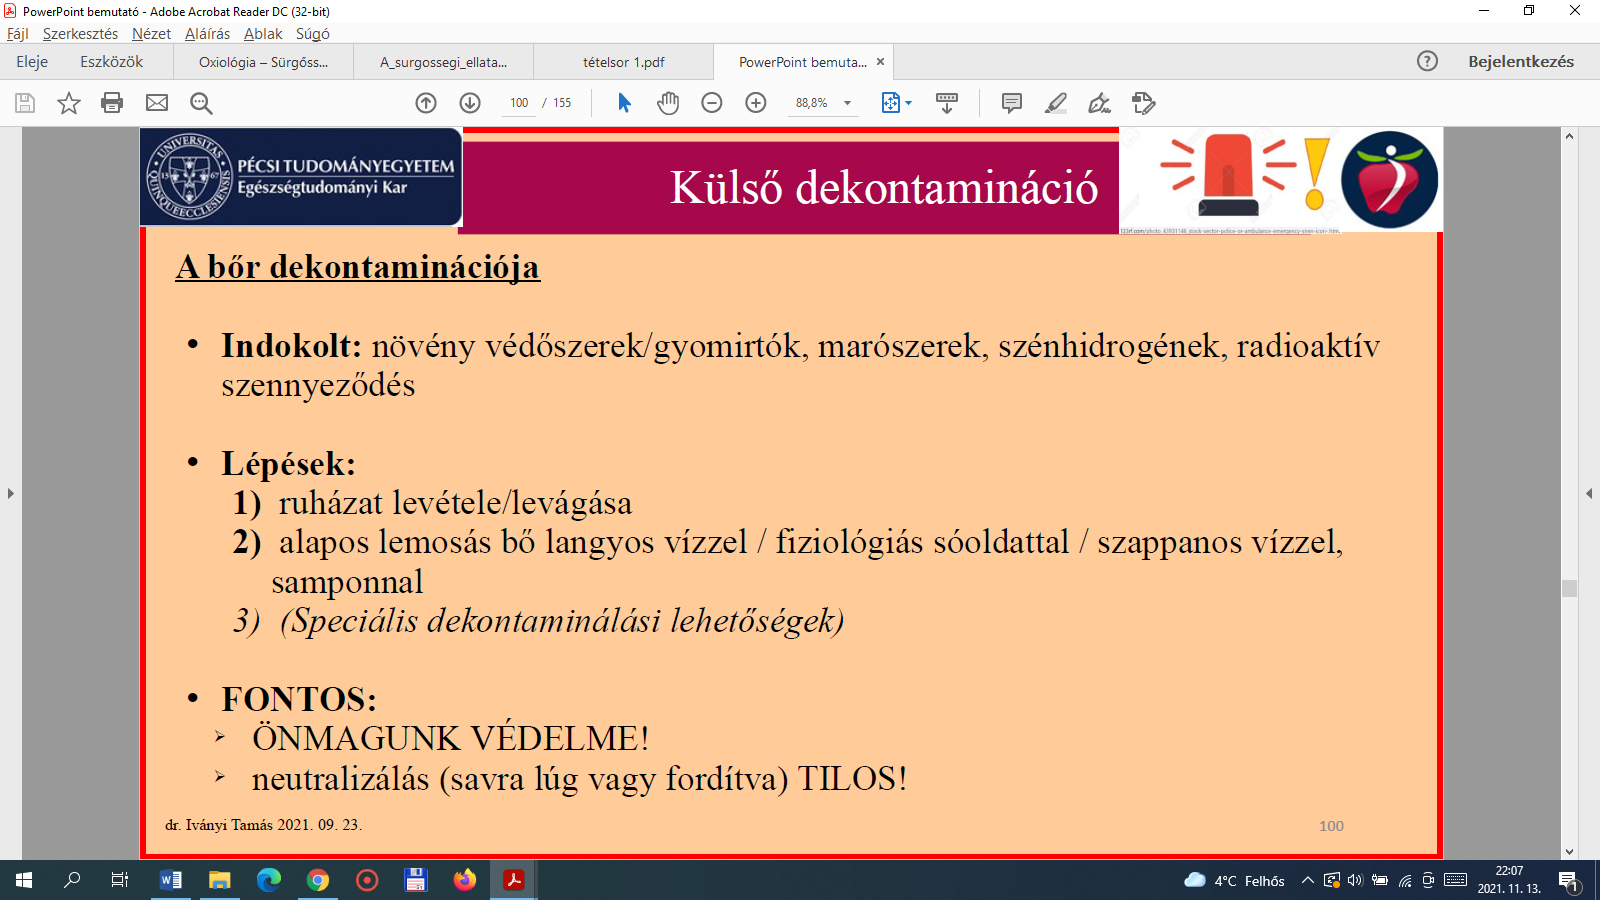 PowerPoint bemutató - Adobe Acrobat Reader DC (32-bit)
Fájl Szerkesztés Nézet Aláírás Ablak Súgó
Eleje Eszközök Oxiológia – Sürgőss... A_surgossegi_ellata... tételsor 1.pdf PowerPoint bemuta... Bejelentkezés
100 / 155 88,8%
UNIVERSITAS QUINQUEECCLESIENSIS 1367
PÉCSI TUDOMÁNYEGYETEM
Egészségtudományi Kar
Külső dekontamináció
A bőr dekontaminációja
• Indokolt: növény védőszerek/gyomirtók, marószerek, szénhidrogének, radioaktív
szennyeződés
• Lépések:
1) ruházat levétele/levágása
2) alapos lemosás bő langyos vízzel / fiziológiás sóoldattal / szappanos vízzel,
samponnal
3) (Speciális dekontaminálási lehetőségek)
• FONTOS:
➢ ÖNMAGUNK VÉDELME!
➢ neutralizálás (savra lúg vagy fordítva) TILOS!
dr. Iványi Tamás 2021. 09. 23.
100
4°C Felhős
22:07
2021. 11. 13.
1